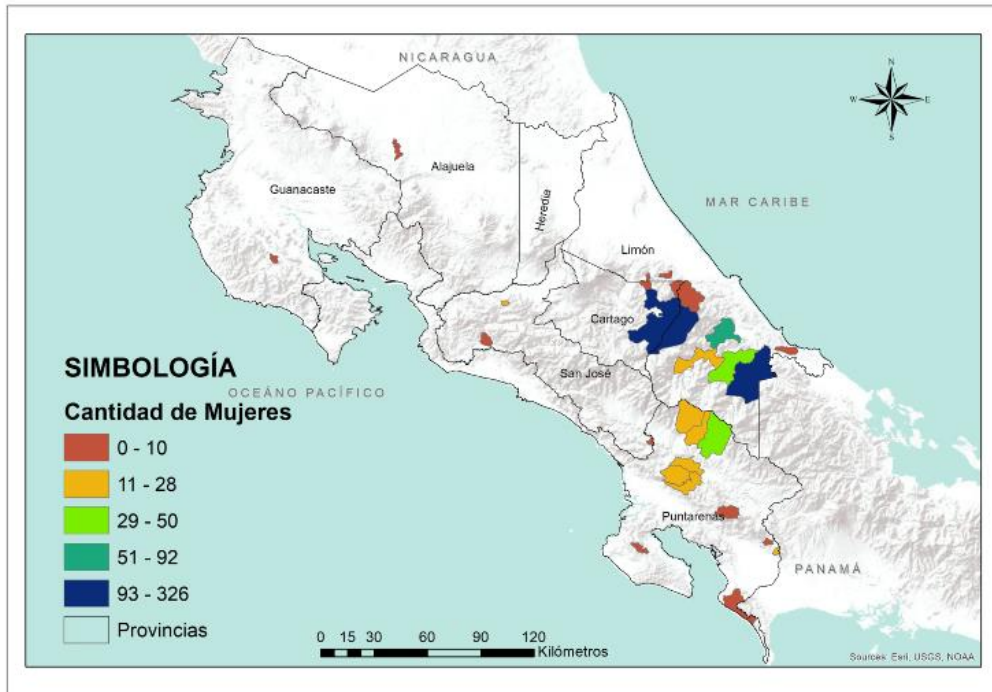 NICARAGUA
N
W E
S
Alajuela
Guanacaste
Heredia
MAR CARIBE
Limón
Cartago
San José
OCEÁNO PACÍFICO
Puntarenas
PANAMÁ
SIMBOLOGÍA
Cantidad de Mujeres
0 - 10
11 - 28
29 - 50
51 - 92
93 - 326
Provincias
0 15 30 60 90 120
Kilómetros
Sources: Esri, USGS, NOAA